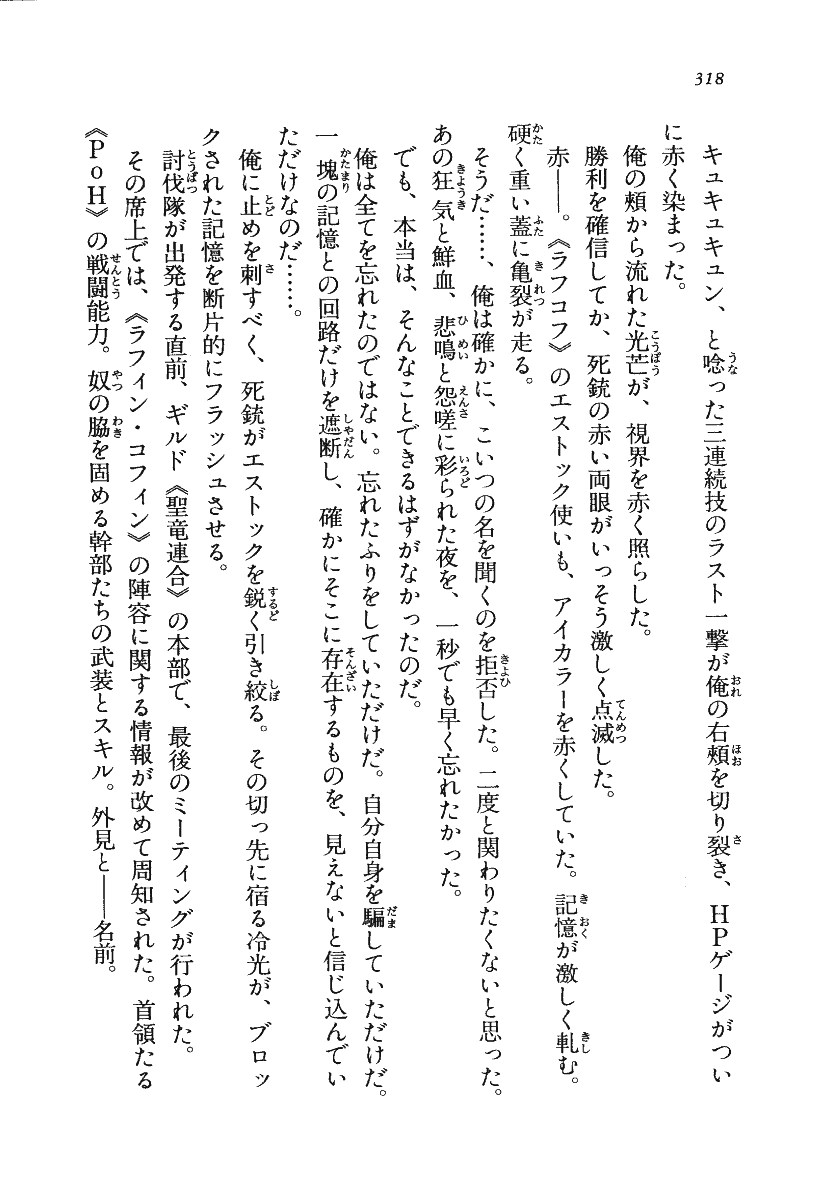 318
キュキュキュン、と唸った三連続技のラスト一撃が俺の右頬を切り裂き、HPゲージがつい
に赤く染まった。
俺の頬から流れた光芒が、視界を赤く照らした。
勝利を確信してか、死銃の赤い両眼がいっそう激しく点滅した。
赤――。《ラフコフ》のエストック使いも、アイカラーを赤くしていた。記憶が激しく軋む。
硬く重い蓋に亀裂が走る。
そうだ……、俺は確かに、こいつの名を聞くのを拒否した。二度と関わりたくないと思った。
あの狂気と鮮血、悲鳴と怨嗟に彩られた夜を、一秒でも早く忘れたかった。
でも、本当は、そんなことできるはずがなかったのだ。
俺は全てを忘れたのではない。忘れたふりをしていただけだ。自分自身を騙していただけだ。
一塊の記憶との回路だけを遮断し、確かにそこに存在するものを、見えないと信じ込んでい
ただけなのだ……。
俺に止めを刺すべく、死銃がエストックを鋭く引き絞る。その切っ先に宿る冷光が、ブロッ
クされた記憶を断片的にフラッシュさせる。
討伐隊が出発する直前、ギルド《聖竜連合》の本部で、最後のミーティングが行われた。
その席上では、《ラフィン・コフィン》の陣容に関する情報が改めて周知された。首領たる
《PoH》の戦闘能力。奴の脇を固める幹部たちの武装とスキル。外見と――名前。